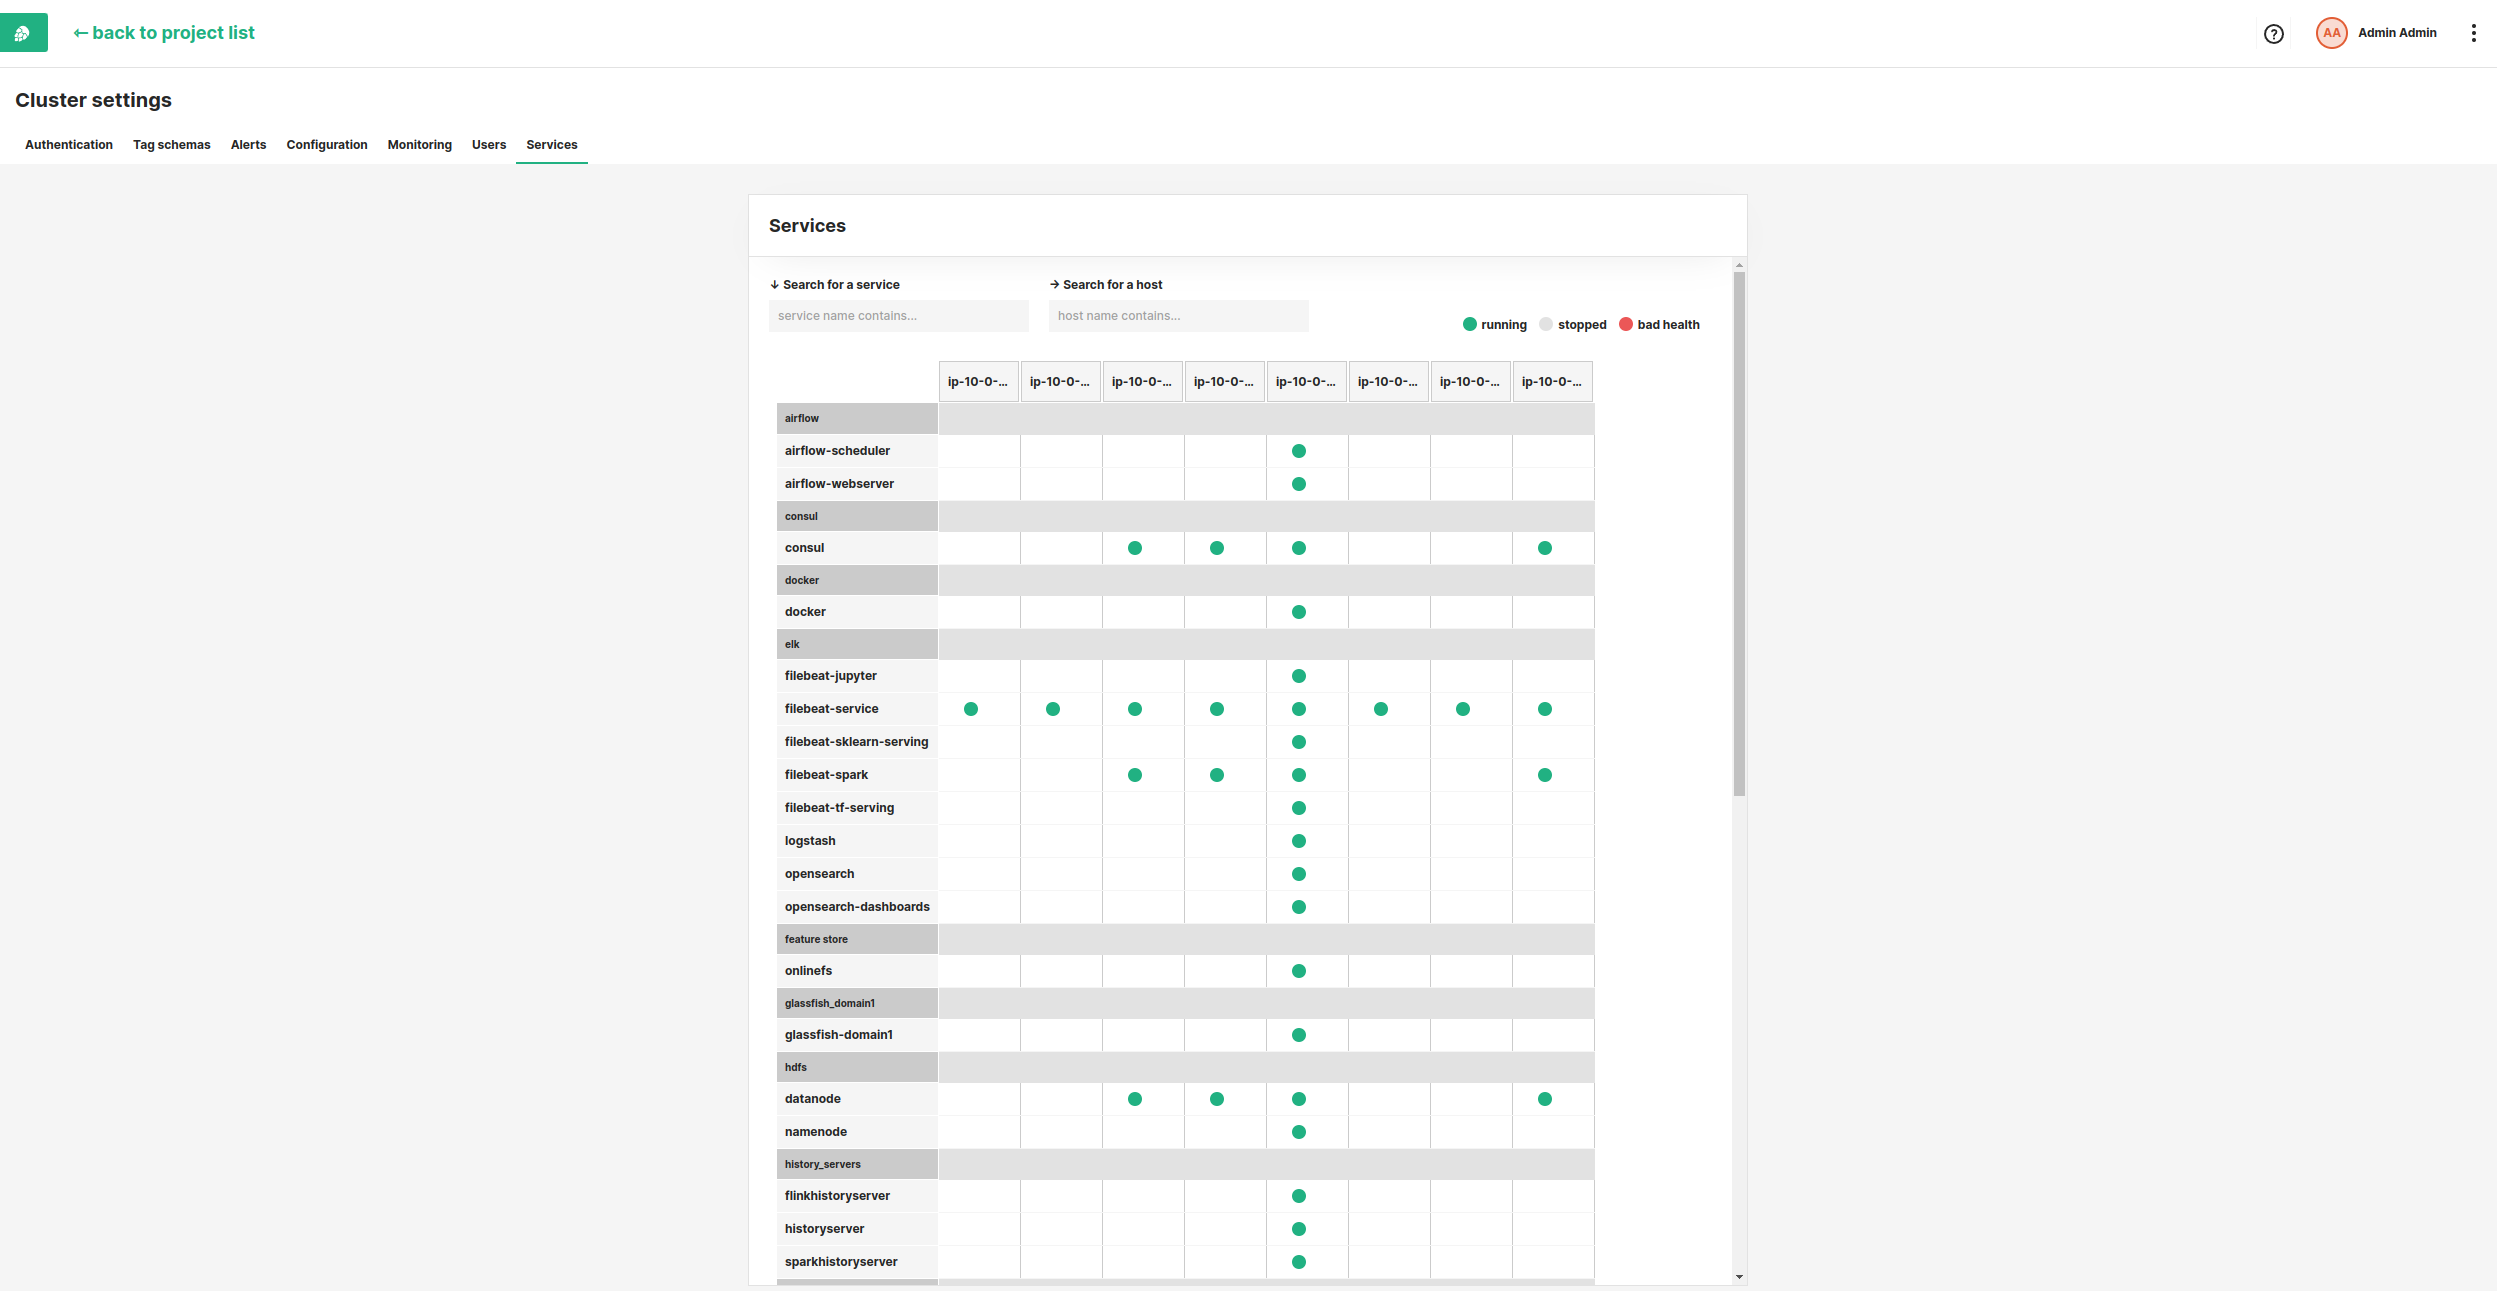 ← back to project list
AA Admin Admin
Cluster settings
Authentication Tag schemas Alerts Configuration Monitoring Users Services
Services
↓ Search for a service → Search for a host
service name contains... host name contains...
running stopped bad health
ip-10-0-... ip-10-0-... ip-10-0-... ip-10-0-... ip-10-0-... ip-10-0-... ip-10-0-... ip-10-0-...
airflow
airflow-scheduler
airflow-webserver
consul
consul
docker
docker
elk
filebeat-jupyter
filebeat-service
filebeat-sklearn-serving
filebeat-spark
filebeat-tf-serving
logstash
opensearch
opensearch-dashboards
feature store
onlinefs
glassfish_domain1
glassfish-domain1
hdfs
datanode
namenode
history_servers
flinkhistoryserver
historyserver
sparkhistoryserver